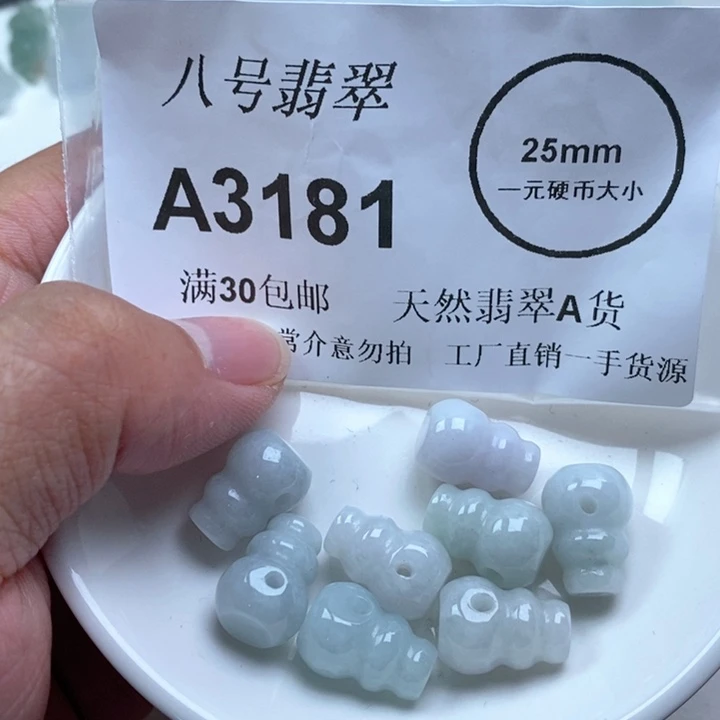 八号翡翠
A3181
25mm
一元硬币大小
满30包邮 天然翡翠A货
常介意勿拍 工厂直销一手货源